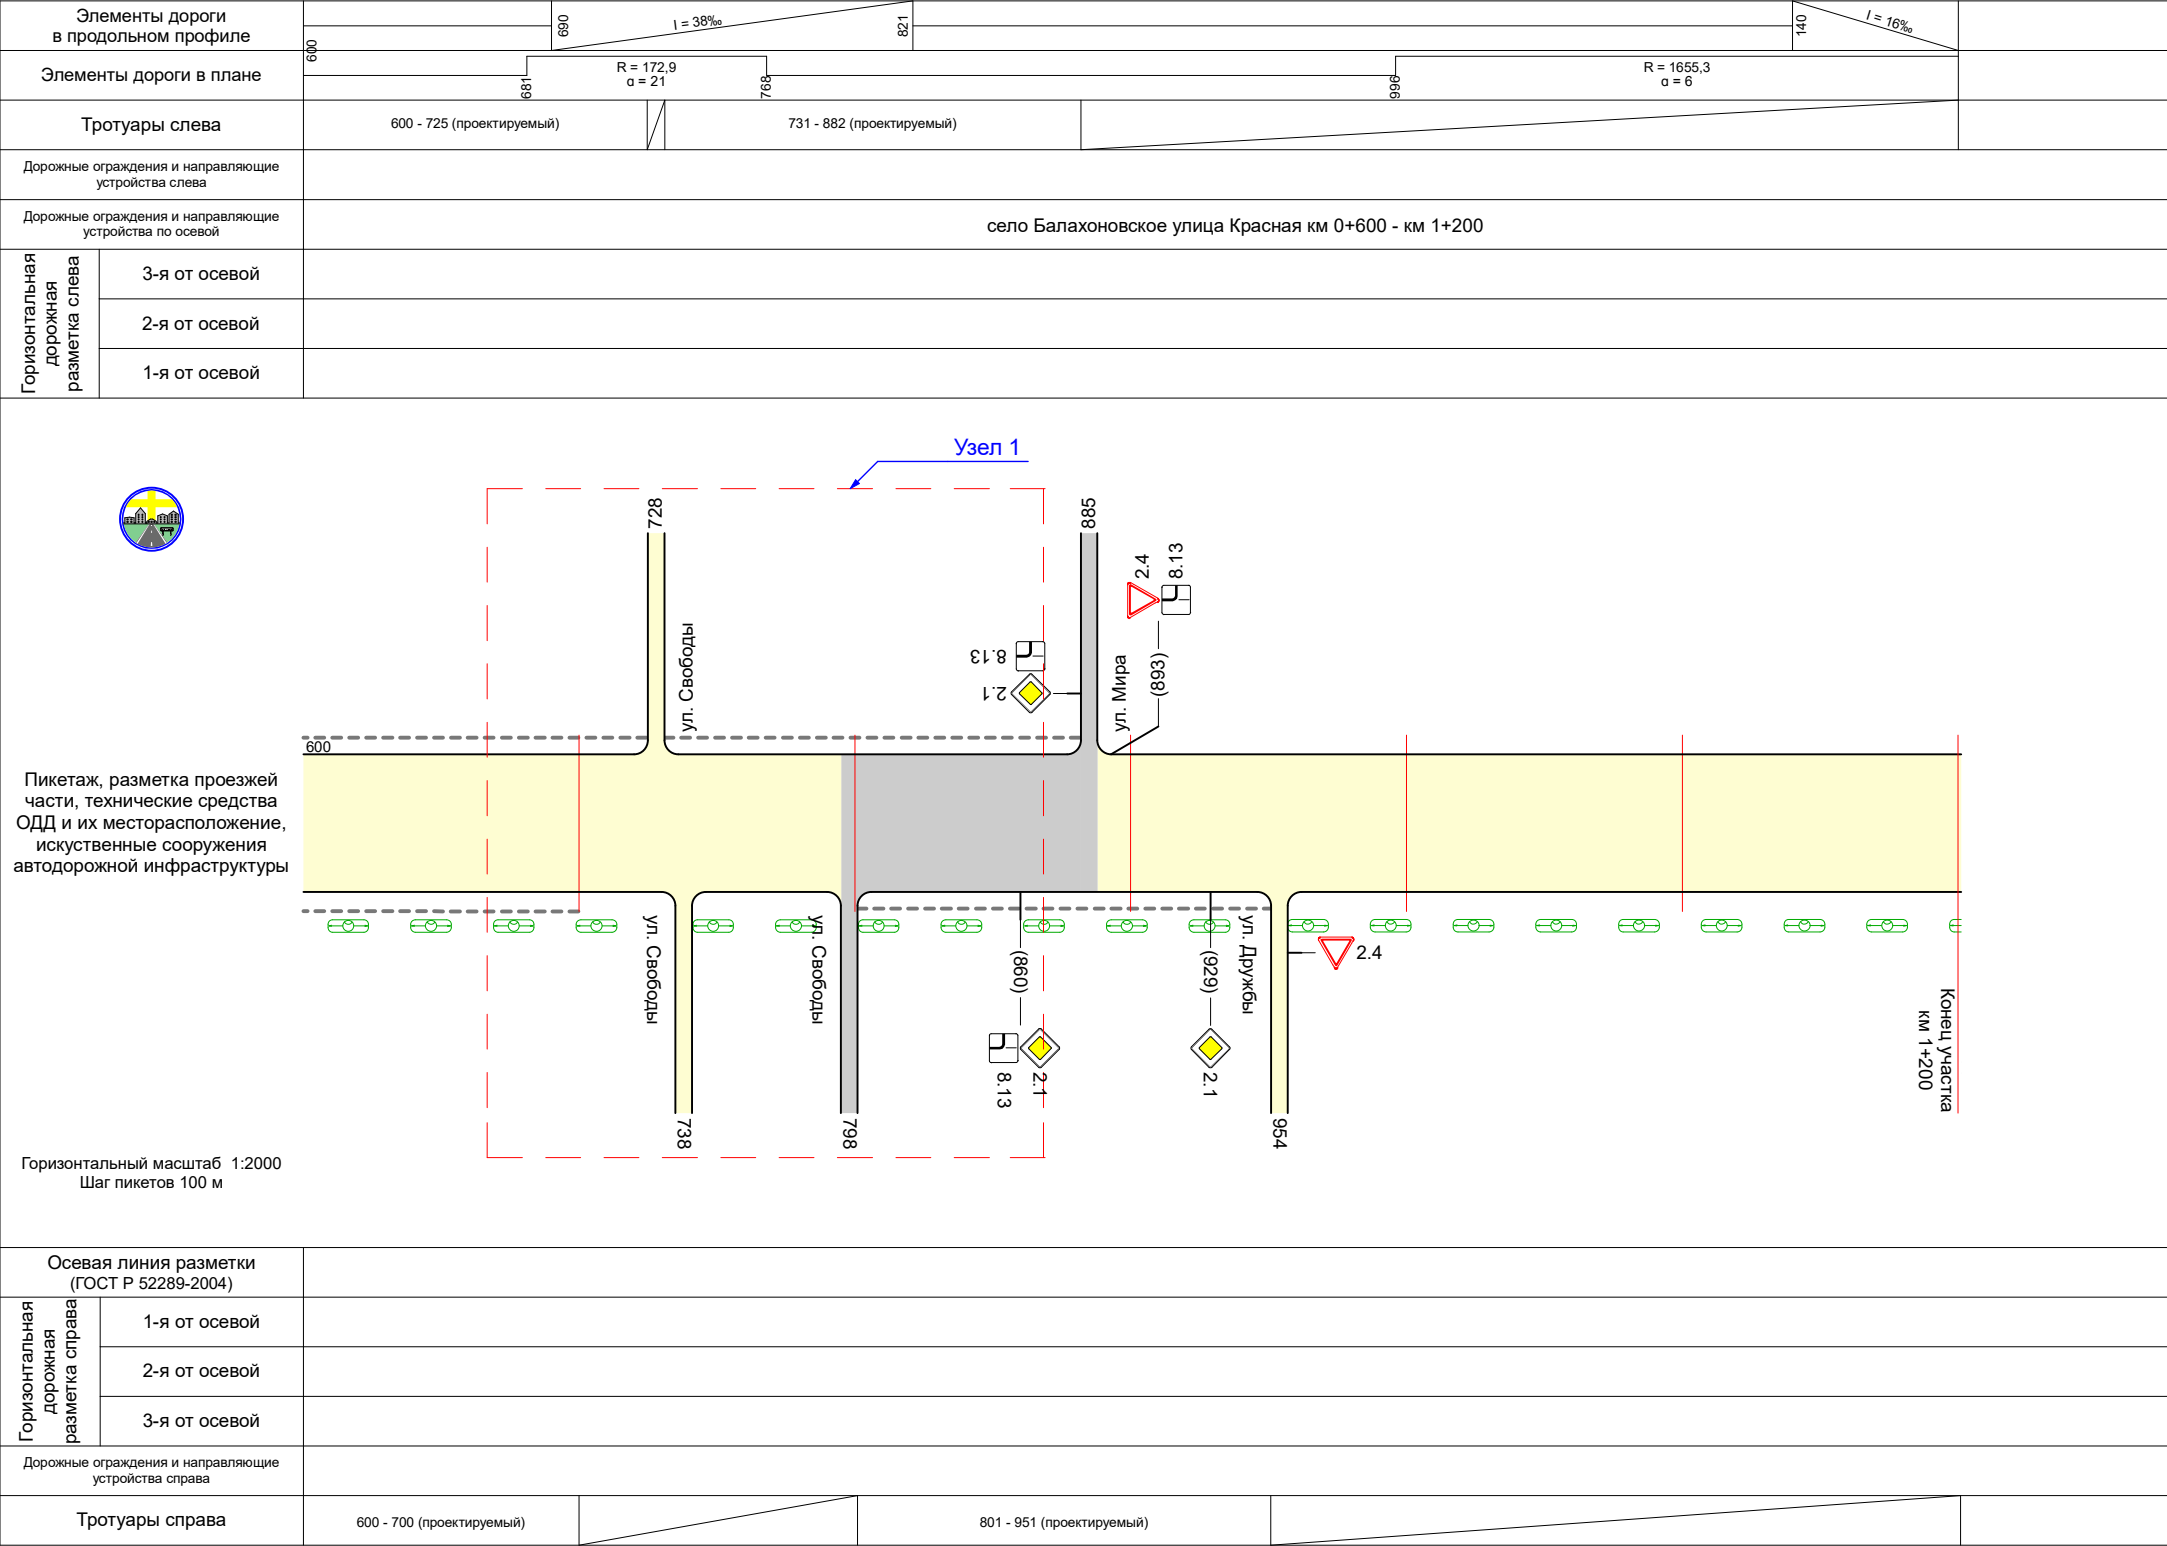 Элементы дороги
в продольном профиле
600
690
I = 38‰
821
140
I = 16‰
Элементы дороги в плане
681
R = 172,9
α = 21
768
996
R = 1655,3
α = 6
Тротуары слева
600 - 725 (проектируемый)
731 - 882 (проектируемый)
Дорожные ограждения и направляющие
устройства слева
Дорожные ограждения и направляющие
устройства по осевой
село Балахоновское улица Красная км 0+600 - км 1+200
Горизонтальная
дорожная
разметка слева
3-я от осевой
2-я от осевой
1-я от осевой
Узел 1
728
885
2.4
8.13
8.13
2.1
ул. Свободы
ул. Мира
(893)
600
Пикетаж, разметка проезжей
части, технические средства
ОДД и их месторасположение,
искуственные сооружения
автодорожной инфраструктуры
ул. Свободы
ул. Свободы
(860)
(929)
ул. Дружбы
2.4
8.13
2.1
2.1
Конец участка
км 1+200
738
798
954
Горизонтальный масштаб 1:2000
Шаг пикетов 100 м
Осевая линия разметки
(ГОСТ Р 52289-2004)
Горизонтальная
дорожная
разметка справа
1-я от осевой
2-я от осевой
3-я от осевой
Дорожные ограждения и направляющие
устройства справа
Тротуары справа
600 - 700 (проектируемый)
801 - 951 (проектируемый)